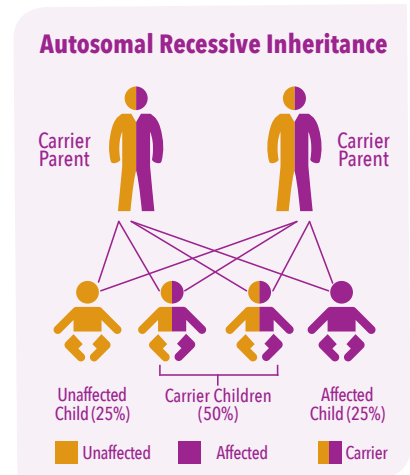 Autosomal Recessive Inheritance
Carrier
Parent
Carrier
Parent
Unaffected
Child (25%)
Carrier Children
(50%)
Affected
Child (25%)
Unaffected
Affected
Carrier